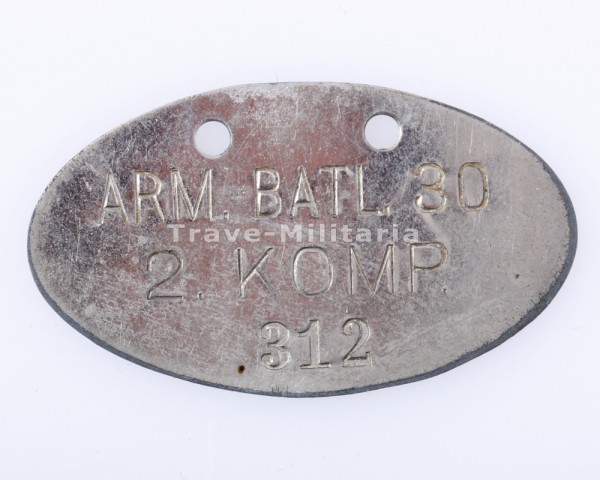 ARM. BATL. 30
Trave-Militaria
2. KOMP.
312